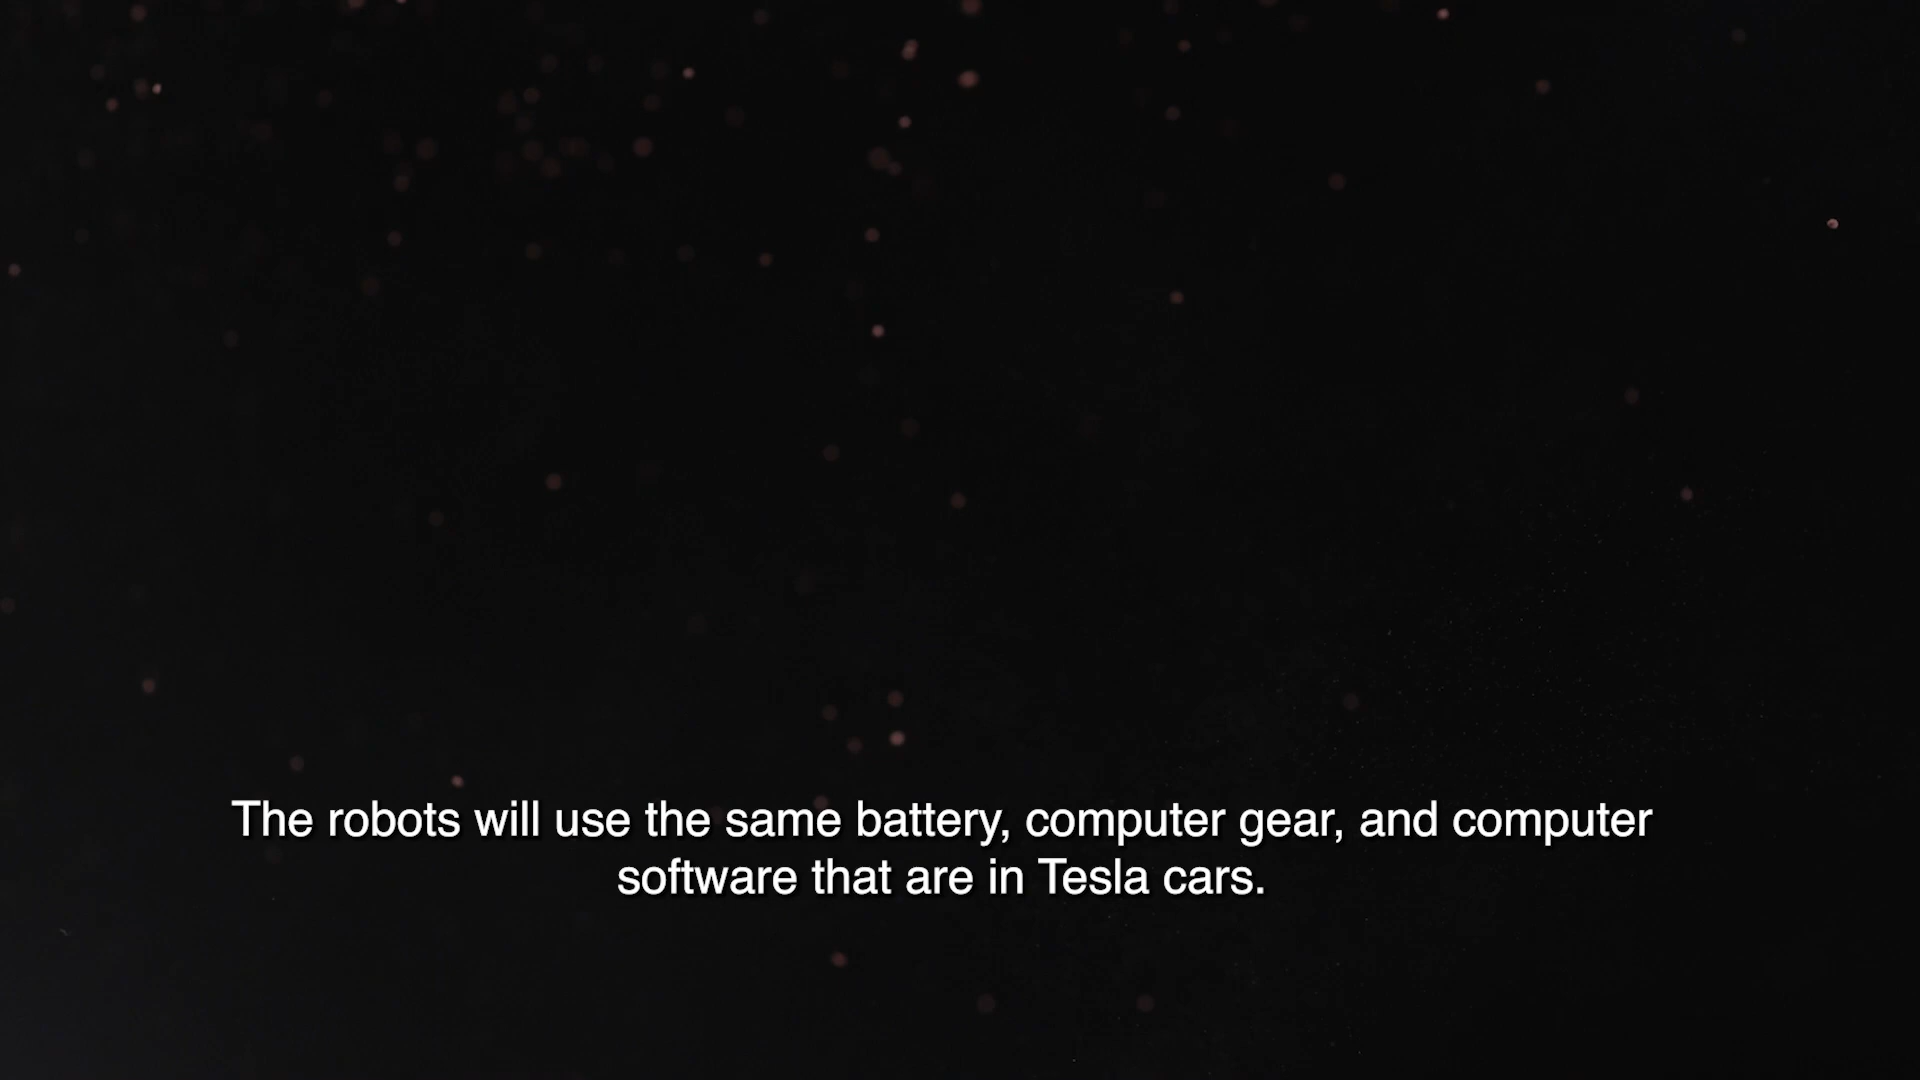 The robots will use the same battery, computer gear, and computer
software that are in Tesla cars.